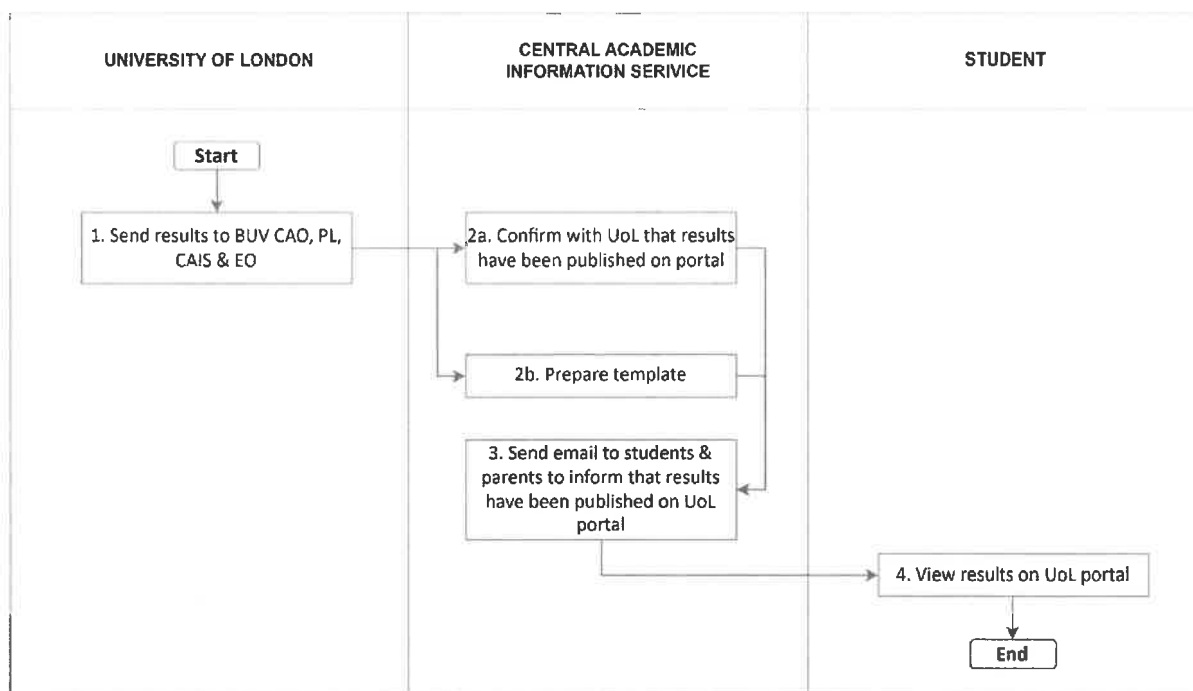 UNIVERSITY OF LONDON
CENTRAL ACADEMIC
INFORMATION SERIVICE
STUDENT
Start
1. Send results to BUV CAO, PL,
CAIS & EO
2a. Confirm with UoL that results
have been published on portal
2b. Prepare template
3. Send email to students &
parents to inform that results
have been published on UoL
portal
4. View results on UoL portal
End